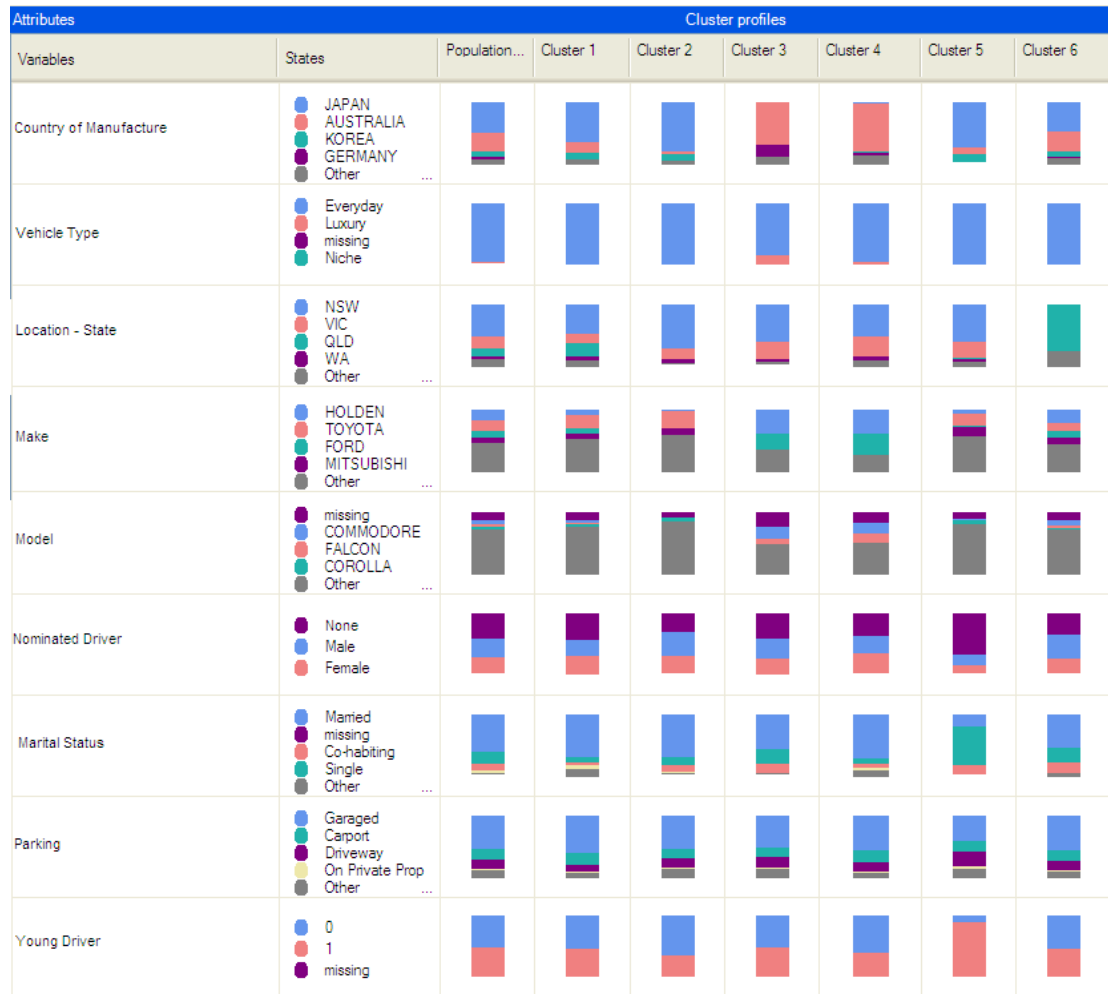 Attributes Cluster profiles
Variables States Population... Cluster 1 Cluster 2 Cluster 3 Cluster 4 Cluster 5 Cluster 6
Country of Manufacture
JAPAN
AUSTRALIA
KOREA
GERMANY
Other ...
Vehicle Type
Everyday
Luxury
missing
Niche
Location - State
NSW
VIC
QLD
WA
Other ...
Make
HOLDEN
TOYOTA
FORD
MITSUBISHI
Other ...
Model
missing
COMMODORE
FALCON
COROLLA
Other ...
Nominated Driver
None
Male
Female
Marital Status
Married
missing
Co-habiting
Single
Other ...
Parking
Garaged
Carport
Driveway
On Private Prop
Other ...
Young Driver
0
1
missing